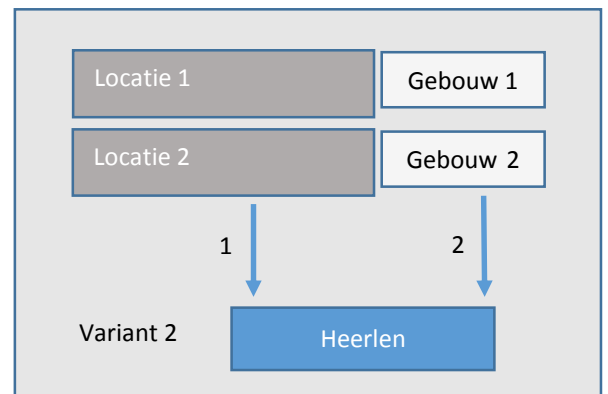 Locatie 1
Gebouw 1
Locatie 2
Gebouw 2
1
2
Variant 2
Heerlen